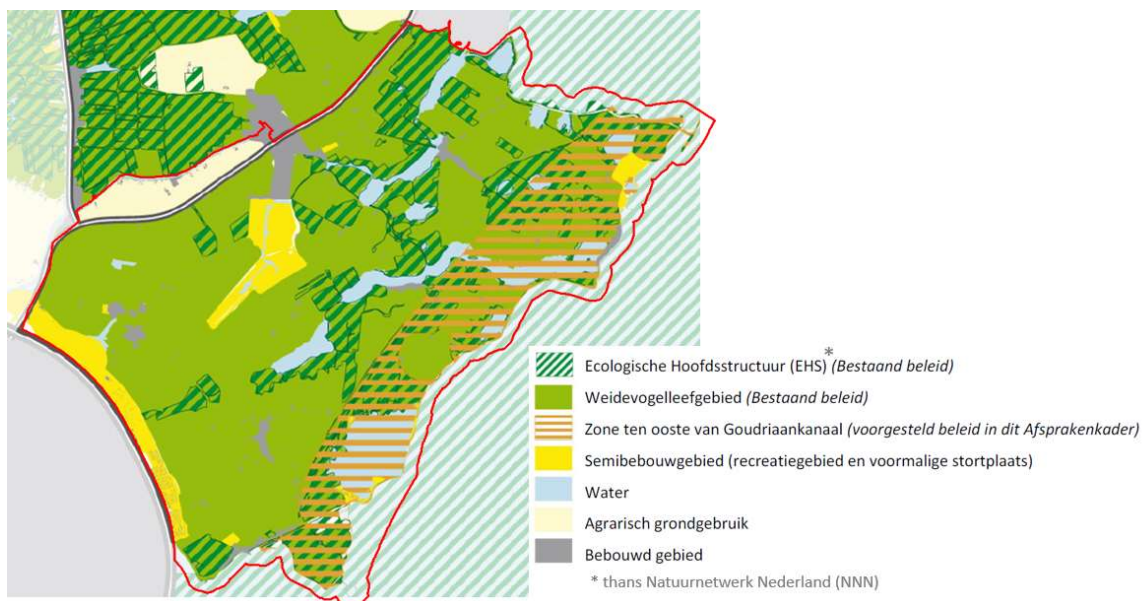 *
Ecologische Hoofdsstructuur (EHS) (Bestaand beleid)
Weidevogelleefgebied (Bestaand beleid)
Zone ten ooste van Goudriaankanaal (voorgesteld beleid in dit Afsprakenkader)
Semibebouwgebied (recreatiegebied en voormalige stortplaats)
Water
Agrarisch grondgebruik
Bebouwd gebied
* thans Natuurnetwerk Nederland (NNN)